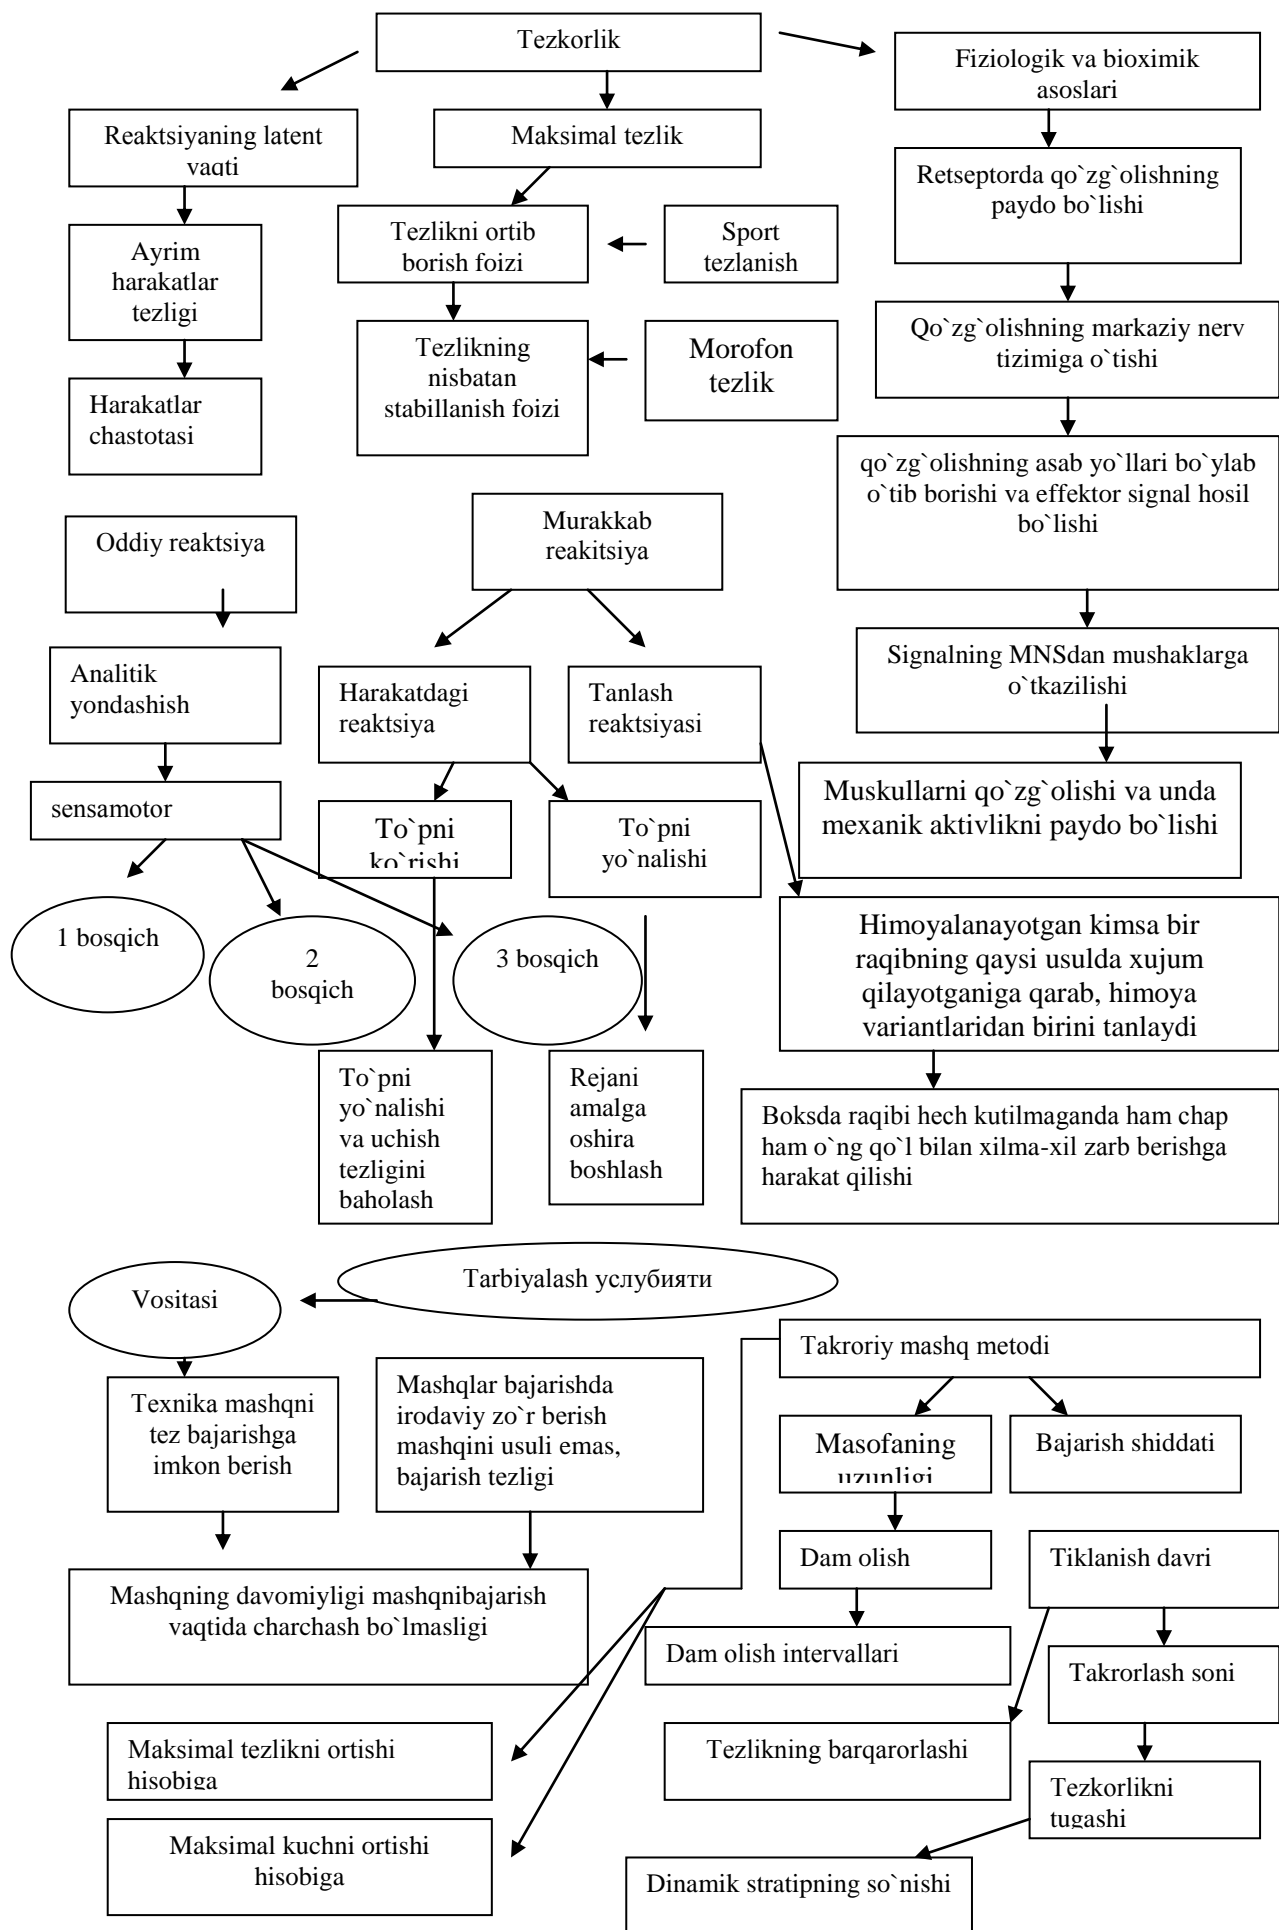 Tezkorlik
Fiziologik va bioximik
asoslari
Reaktsiyaning latent
vaqti
Maksimal tezlik
Retseptorda qo`zg`olishning
paydo bo`lishi
Ayrim
harakatlar
tezligi
Tezlikni ortib
borish foizi
Sport
tezlanish
Qo`zg`olishning markaziy nerv
tizimiga o`tishi
Tezlikning
nisbatan
stabillanish foizi
Morofon
tezlik
Harakatlar
chastotasi
qo`zg`olishning asab yo`llari bo`ylab
o`tib borishi va effektor signal hosil
bo`lishi
Oddiy reaktsiya
Murakkab
reakitsiya
Signalning MNSdan mushaklarga
o`tkazilishi
Analitik
yondashish
Harakatdagi
reaktsiya
Tanlash
reaktsiyasi
sensamotor
To`pni
ko`rishi
To`pni
yo`nalishi
Muskullarni qo`zg`olishi va unda
mexanik aktivlikni paydo bo`lishi
1 bosqich
2
bosqich
3 bosqich
Himoyalanayotgan kimsa bir
raqibning qaysi usulda xujum
qilayotganiga qarab, himoya
variantlaridan birini tanlaydi
To`pni
yo`nalishi
va uchish
tezligini
baholash
Rejani
amalga
oshira
boshlash
Boksda raqibi hech kutilmaganda ham chap
ham o`ng qo`l bilan xilma-xil zarb berishga
harakat qilishi
Tarbiyalash услубияти
Vositasi
Takroriy mashq metodi
Texnika mashqni
tez bajarishga
imkon berish
Mashqlar bajarishda
irodaviy zo`r berish
mashqini usuli emas,
bajarish tezligi
Masofaning
uzunligi
Bajarish shiddati
Dam olish
Tiklanish davri
Mashqning davomiyligi mashqnibajarish
vaqtida charchash bo`lmasligi
Dam olish intervallari
Takrorlash soni
Maksimal tezlikni ortishi
hisobiga
Tezlikning barqarorlashi
Tezkorlikni
tugashi
Maksimal kuchni ortishi
hisobiga
Dinamik stratipning so`nishi